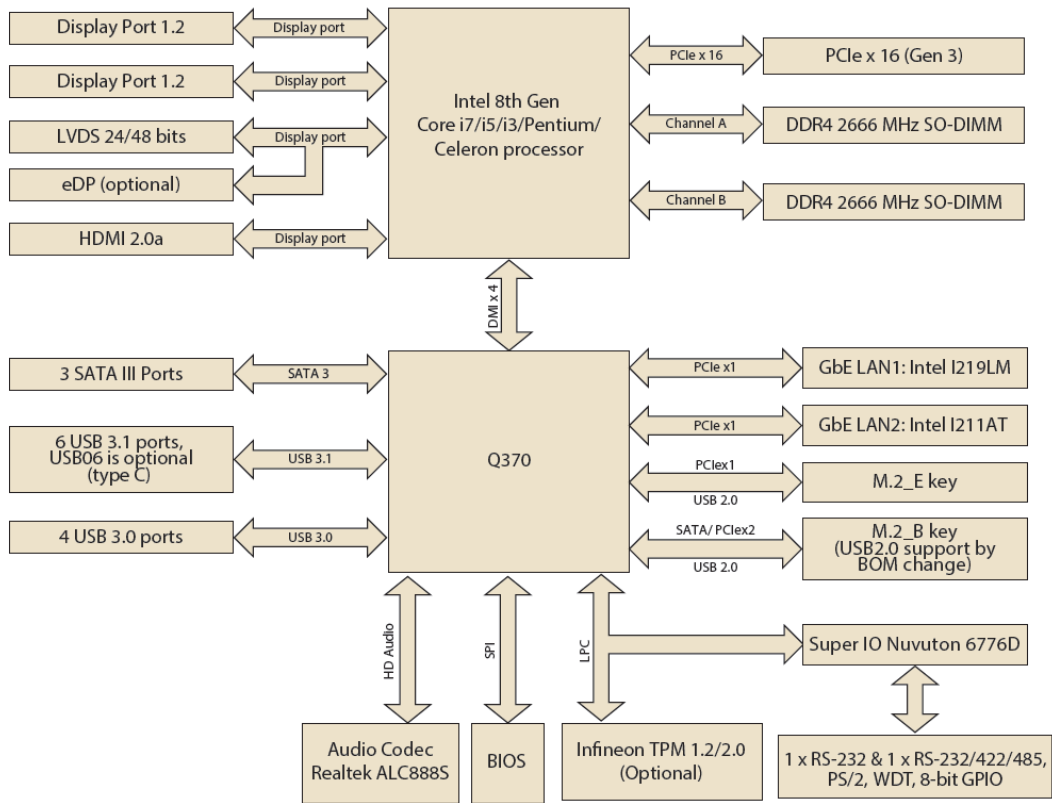 Display Port 1.2
Display port
Display Port 1.2
Display port
LVDS 24/48 bits
Display port
eDP (optional)
HDMI 2.0a
Display port
Intel 8th Gen
Core i7/i5/i3/Pentium/
Celeron processor
PCIe x 16
PCIe x 16 (Gen 3)
Channel A
DDR4 2666 MHz SO-DIMM
Channel B
DDR4 2666 MHz SO-DIMM
DMI x 4
3 SATA III Ports
SATA 3
6 USB 3.1 ports,
USB06 is optional
(type C)
USB 3.1
4 USB 3.0 ports
USB 3.0
Q370
PCIe x1
GbE LAN1: Intel I219LM
PCIe x1
GbE LAN2: Intel I211AT
PCIex1
USB 2.0
M.2_E key
SATA/ PCIex2
USB 2.0
M.2_B key
(USB2.0 support by
BOM change)
HD Audio
SPI
LPC
Super IO Nuvuton 6776D
Audio Codec
Realtek ALC888S
BIOS
Infineon TPM 1.2/2.0
(Optional)
1 x RS-232 & 1 x RS-232/422/485,
PS/2, WDT, 8-bit GPIO